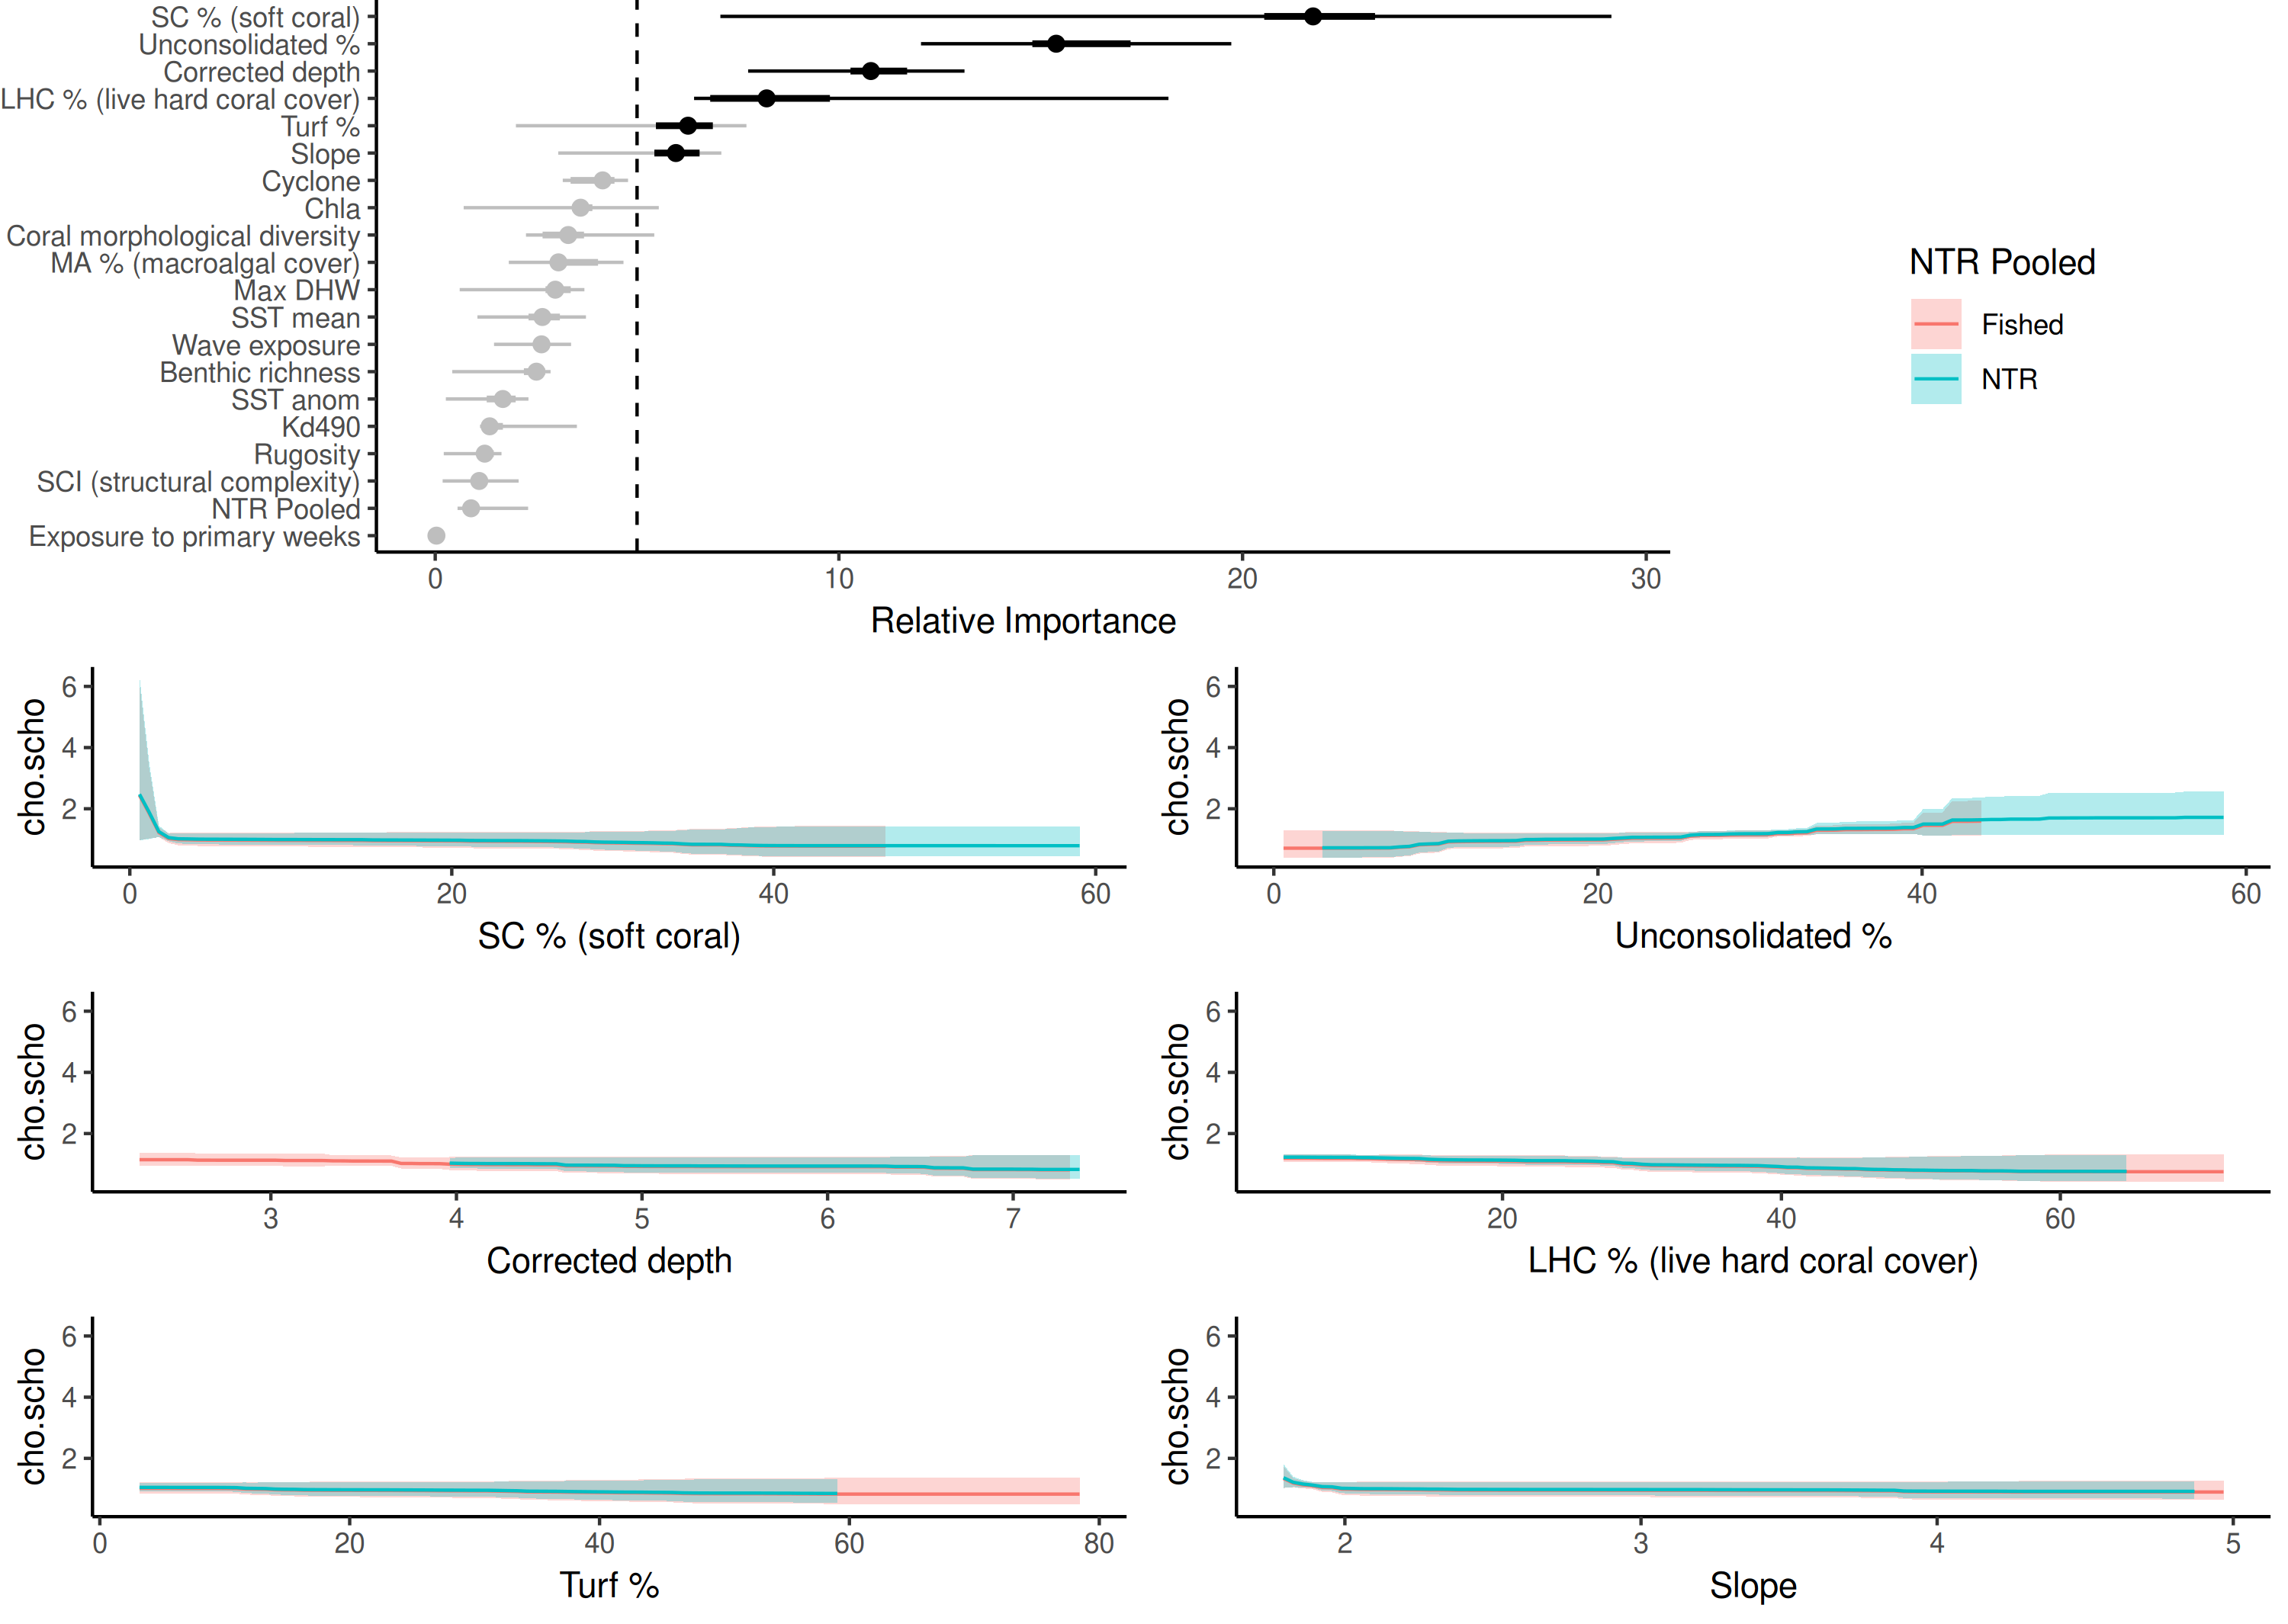 SC % (soft coral)
Unconsolidated %
Corrected depth
LHC % (live hard coral cover)
Turf %
Slope
Cyclone
Chla
Coral morphological diversity
MA % (macroalgal cover)
Max DHW
SST mean
Wave exposure
Benthic richness
SST anom
Kd490
Rugosity
SCI (structural complexity)
NTR Pooled
Exposure to primary weeks
0 10 20 30
Relative Importance
NTR Pooled
Fished
NTR
cho.scho
6
4
2
0 20 40 60
SC % (soft coral)
cho.scho
6
4
2
0 20 40 60
Unconsolidated %
cho.scho
6
4
2
3 4 5 6 7
Corrected depth
cho.scho
6
4
2
20 40 60
LHC % (live hard coral cover)
cho.scho
6
4
2
0 20 40 60 80
Turf %
cho.scho
6
4
2
2 3 4 5
Slope